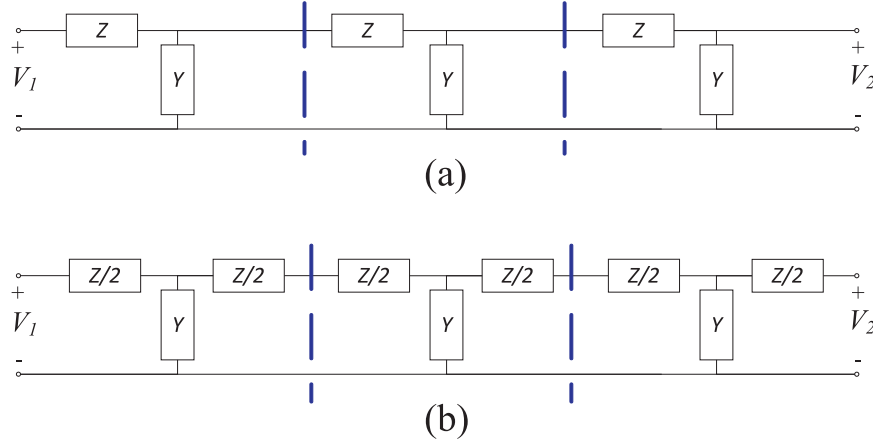 Z Z Z
+ +
V1 Y Y Y V2
- -
(a)
Z/2 Z/2 Z/2 Z/2 Z/2 Z/2
+ +
V1 Y Y Y V2
- -
(b)